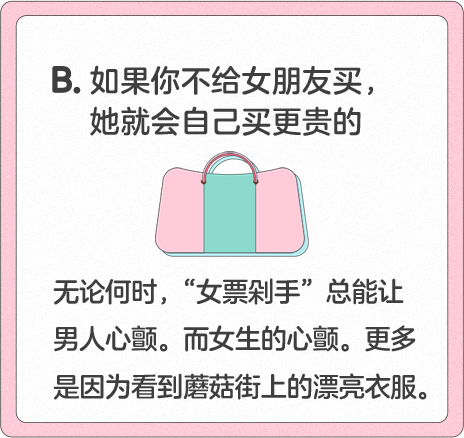 B. 如果你不给女朋友买，
她就会自己买更贵的
无论何时，“女票剁手”总能让
男人心颤。而女生的心颤。更多
是因为看到蘑菇街上的漂亮衣服。